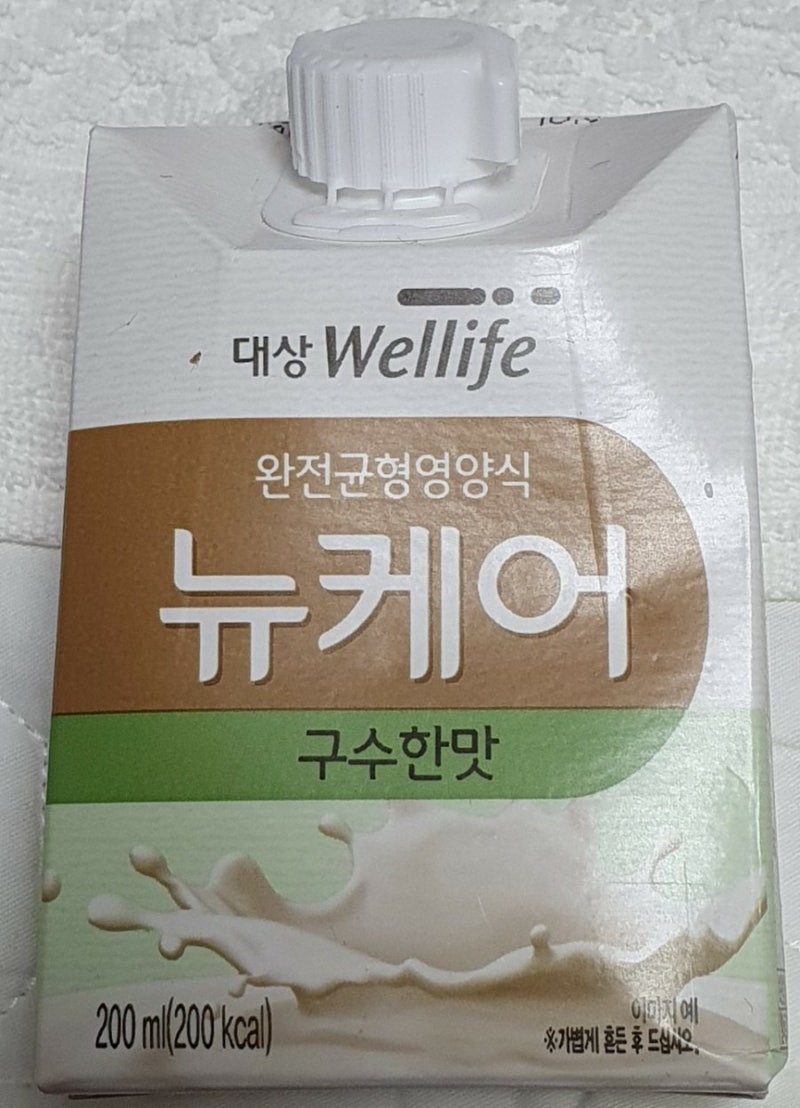 대상 Wellife
완전균형영양식
뉴케어
구수한맛
200 ml(200 kcal)
이미지 예
※가볍게 흔든 후 드십시오.